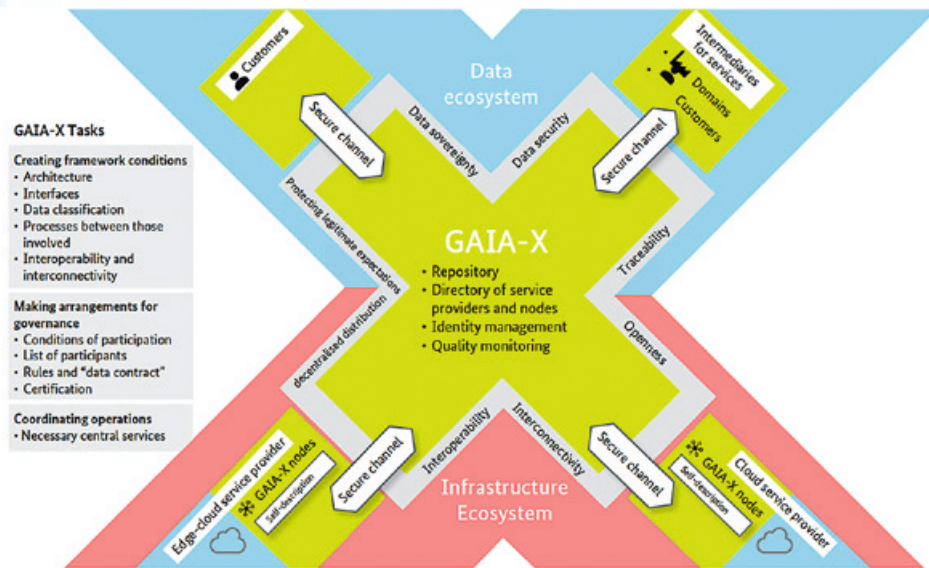 Customers
Secure channel
Data
ecosystem
Intermediaries
for services
Domains
Customers
Secure channel
Data sovereignty
Data security
GAIA-X Tasks
Creating framework conditions
• Architecture
• Interfaces
• Data classification
• Processes between those
involved
• Interoperability and
interconnectivity
Making arrangements for
governance
• Conditions of participation
• List of participants
• Rules and “data contract”
• Certification
Coordinating operations
• Necessary central services
Protecting legitimate expectations
Traceability
GAIA-X
• Repository
• Directory of service
providers and nodes
• Identity management
• Quality monitoring
decentralised distribution
Openness
Interoperability
Interconnectivity
Edge-cloud service provider
GAIA-X nodes
Self-description
Secure channel
Infrastructure
Ecosystem
Secure channel
GAIA-X nodes
Self-description
Cloud service provider